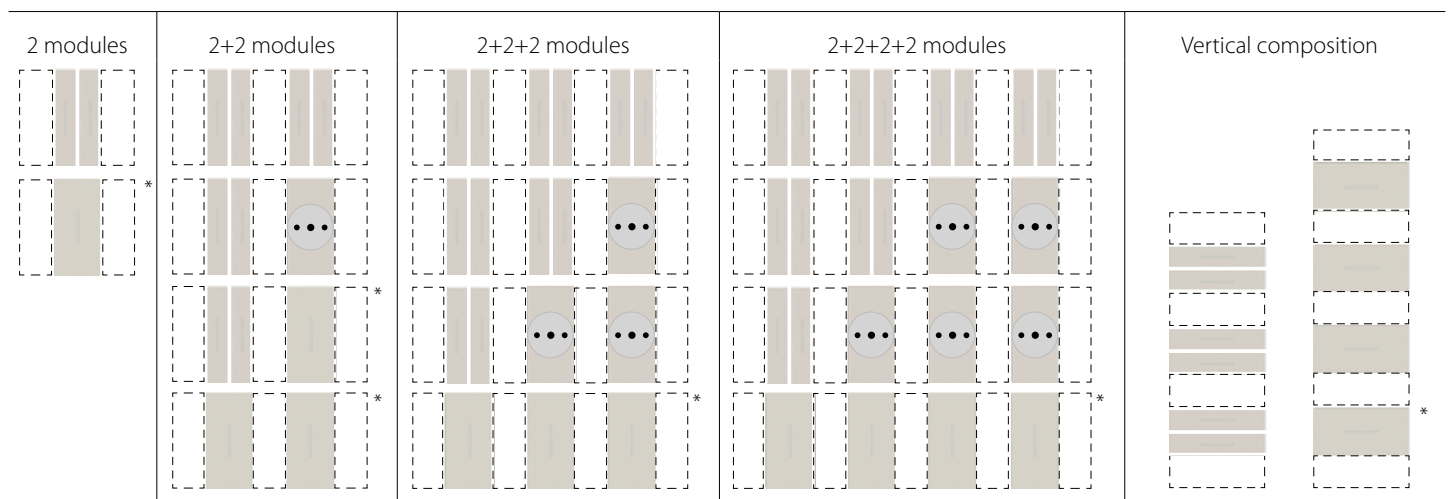 2 modules
2+2 modules
2+2+2 modules
2+2+2+2 modules
Vertical composition
*
*
*
*
*
*